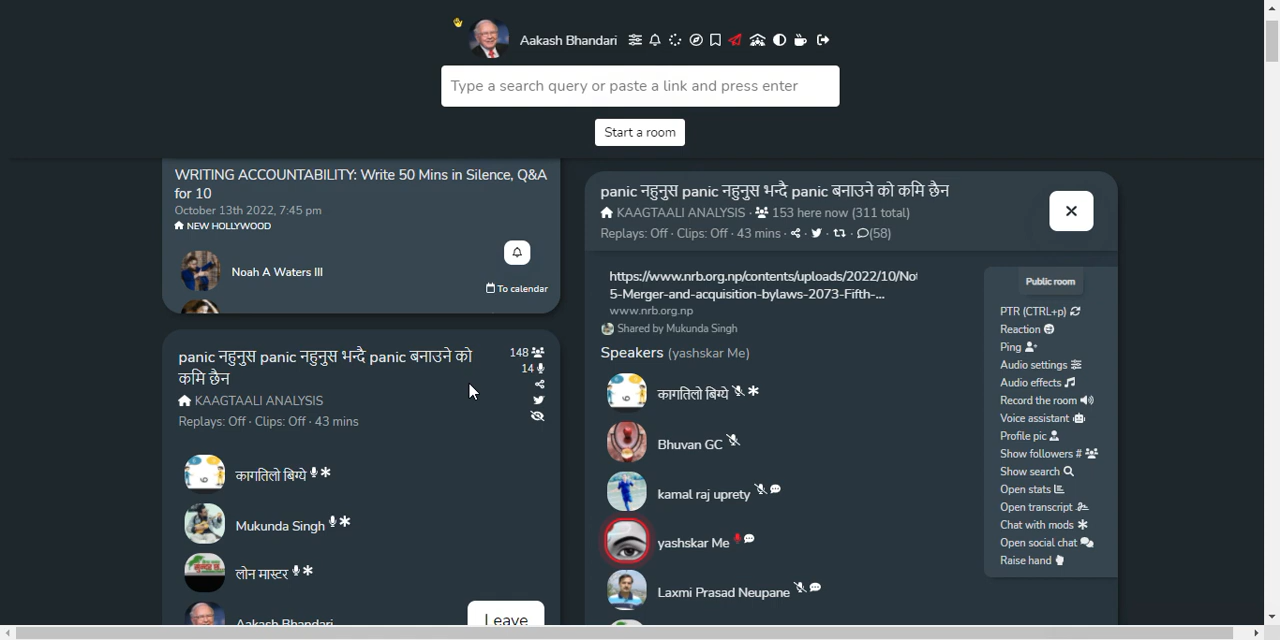 Aakash Bhandari
Type a search query or paste a link and press enter
Start a room
WRITING ACCOUNTABILITY: Write 50 Mins in Silence, Q&A
for 10
October 13th 2022, 7:45 pm
NEW HOLLYWOOD
Noah A Waters III
To calendar
panic नहुनुस panic नहुनुस भन्दै panic बनाउने को
कमि छैन
148
14
KAAGTAALI ANALYSIS
Replays: Off · Clips: Off · 43 mins
कागतिलो बिग्ये
Mukunda Singh
लोन मास्टर
Aakash Bhandari
Leave
panic नहुनुस panic नहुनुस भन्दै panic बनाउने को कमि छैन
KAAGTAALI ANALYSIS · 153 here now (311 total)
Replays: Off · Clips: Off · 43 mins · (58)
https://www.nrb.org.np/contents/uploads/2022/10/No
5-Merger-and-acquisition-bylaws-2073-Fifth-...
www.nrb.org.np
Shared by Mukunda Singh
Speakers (yashskar Me)
कागतिलो बिग्ये
Bhuvan GC
kamal raj uprety
yashskar Me
Laxmi Prasad Neupane
Public room
PTR (CTRL+p)
Reaction
Ping
Audio settings
Audio effects
Record the room
Voice assistant
Profile pic
Show followers #
Show search
Open stats
Open transcript
Chat with mods
Open social chat
Raise hand